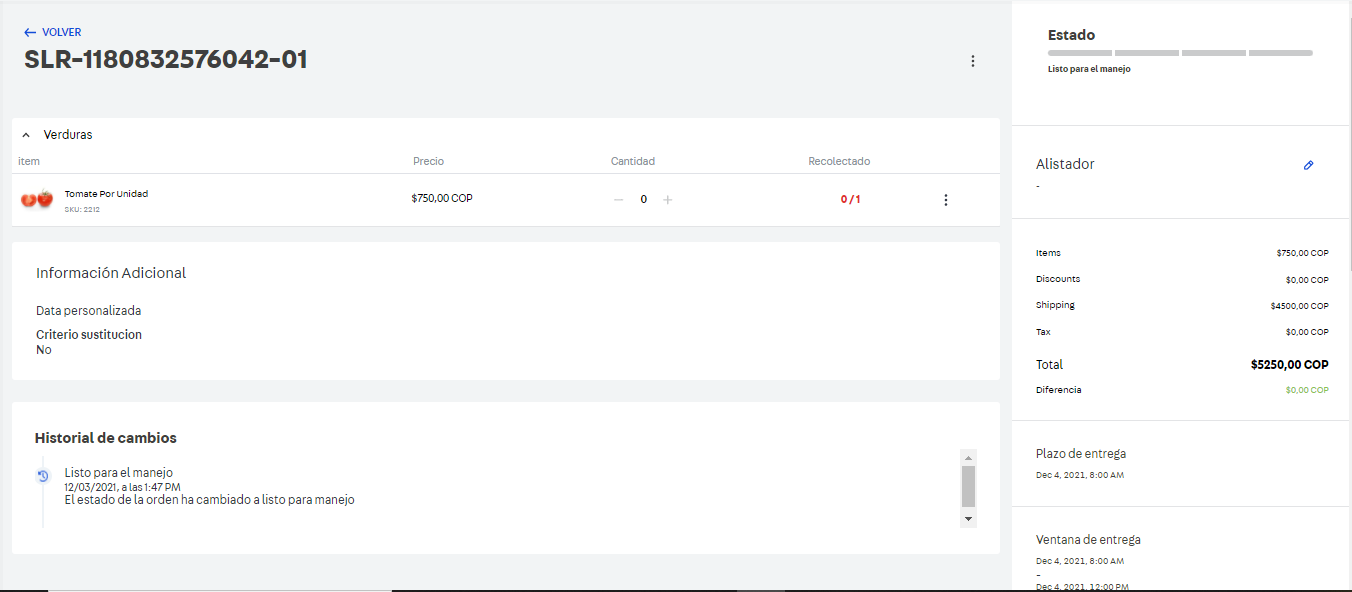 VOLVER
SLR-1180832576042-01
Verduras
item Precio Cantidad Recolectado
Tomate Por Unidad
SKU: 2212
$750,00 COP
0
0 / 1
Información Adicional
Data personalizada
Criterio sustitucion
No
Historial de cambios
Listo para el manejo
12/03/2021, a las 1:47 PM
El estado de la orden ha cambiado a listo para manejo
Estado
Listo para el manejo
Alistador
-
Items $750,00 COP
Discounts $0,00 COP
Shipping $4500,00 COP
Tax $0,00 COP
Total $5250,00 COP
Diferencia $0,00 COP
Plazo de entrega
Dec 4, 2021, 8:00 AM
Ventana de entrega
Dec 4, 2021, 8:00 AM
-
Dec 4, 2021, 12:00 PM